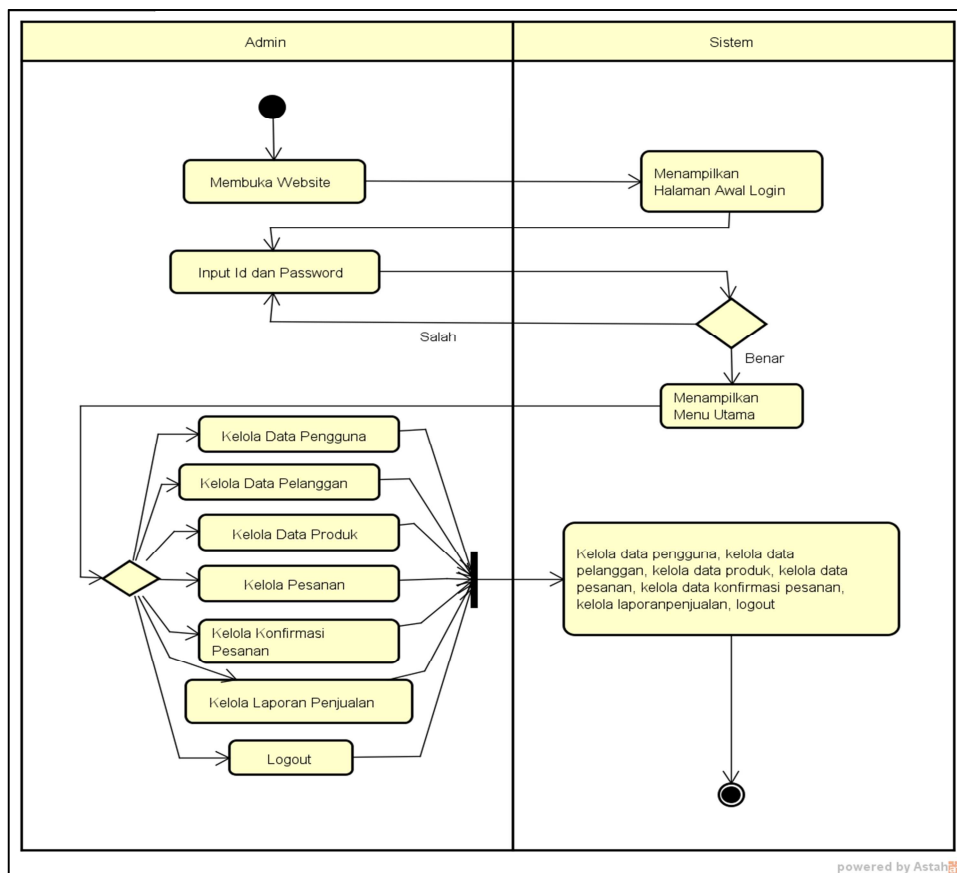 Admin
Sistem
Membuka Website
Menampilkan
Halaman Awal Login
Input Id dan Password
Salah
Benar
Menampilkan
Menu Utama
Kelola Data Pengguna
Kelola Data Pelanggan
Kelola Data Produk
Kelola Pesanan
Kelola Konfirmasi
Pesanan
Kelola Laporan Penjualan
Logout
Kelola data pengguna, kelola data
pelanggan, kelola data produk, kelola data
pesanan, kelola data konfirmasi pesanan,
kelola laporanpenjualan, logout
powered by Astah